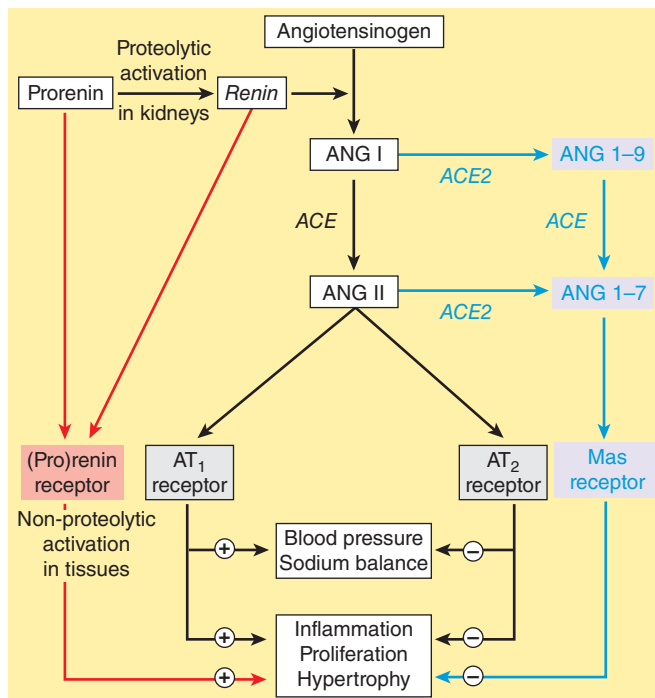 Angiotensinogen
Proteolytic
activation
in kidneys
Prorenin
Renin
ANG I
ACE2
ANG 1–9
ACE
ACE
ANG II
ACE2
ANG 1–7
(Pro)renin
receptor
AT1
receptor
AT2
receptor
Mas
receptor
Non-proteolytic
activation
in tissues
+
Blood pressure
Sodium balance
–
+
Inflammation
Proliferation
Hypertrophy
–
+
–